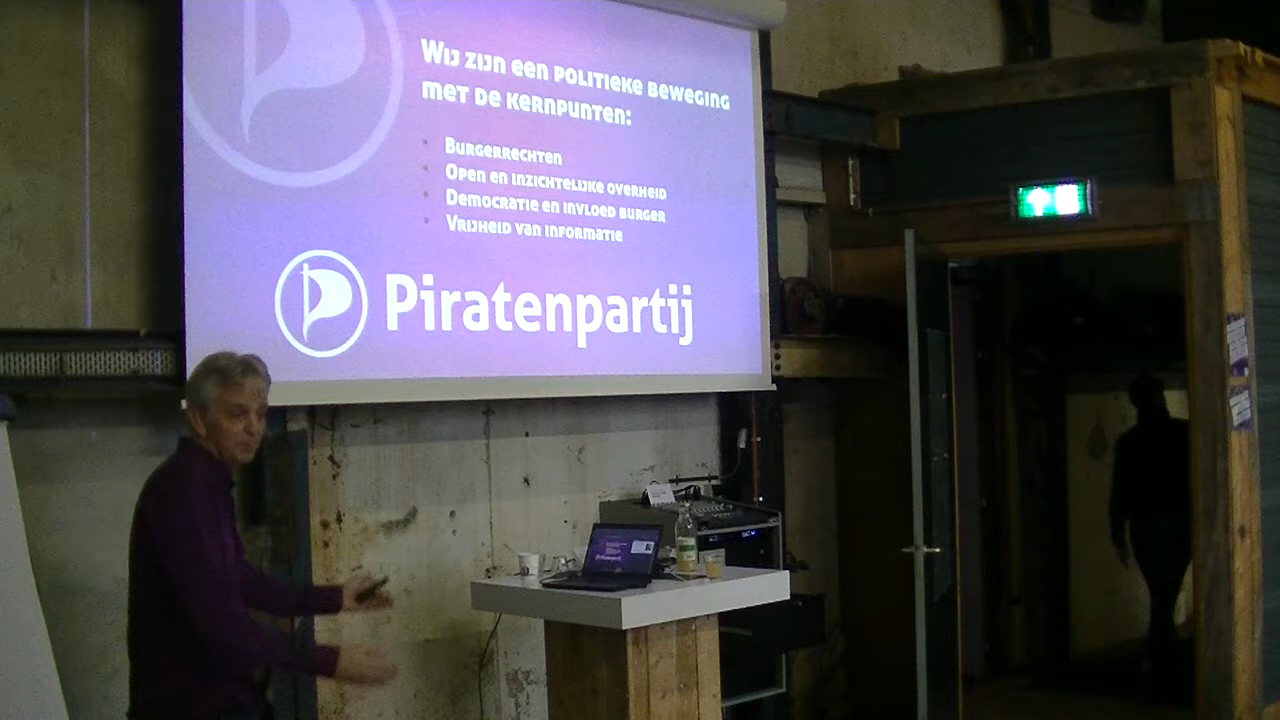 Wij zijn een politieke beweging
met de kernpunten:
Burgerrechten
Open en inzichtelijke overheid
Democratie en invloed burger
Vrijheid van informatie
Piratenpartij
Piratenpartij